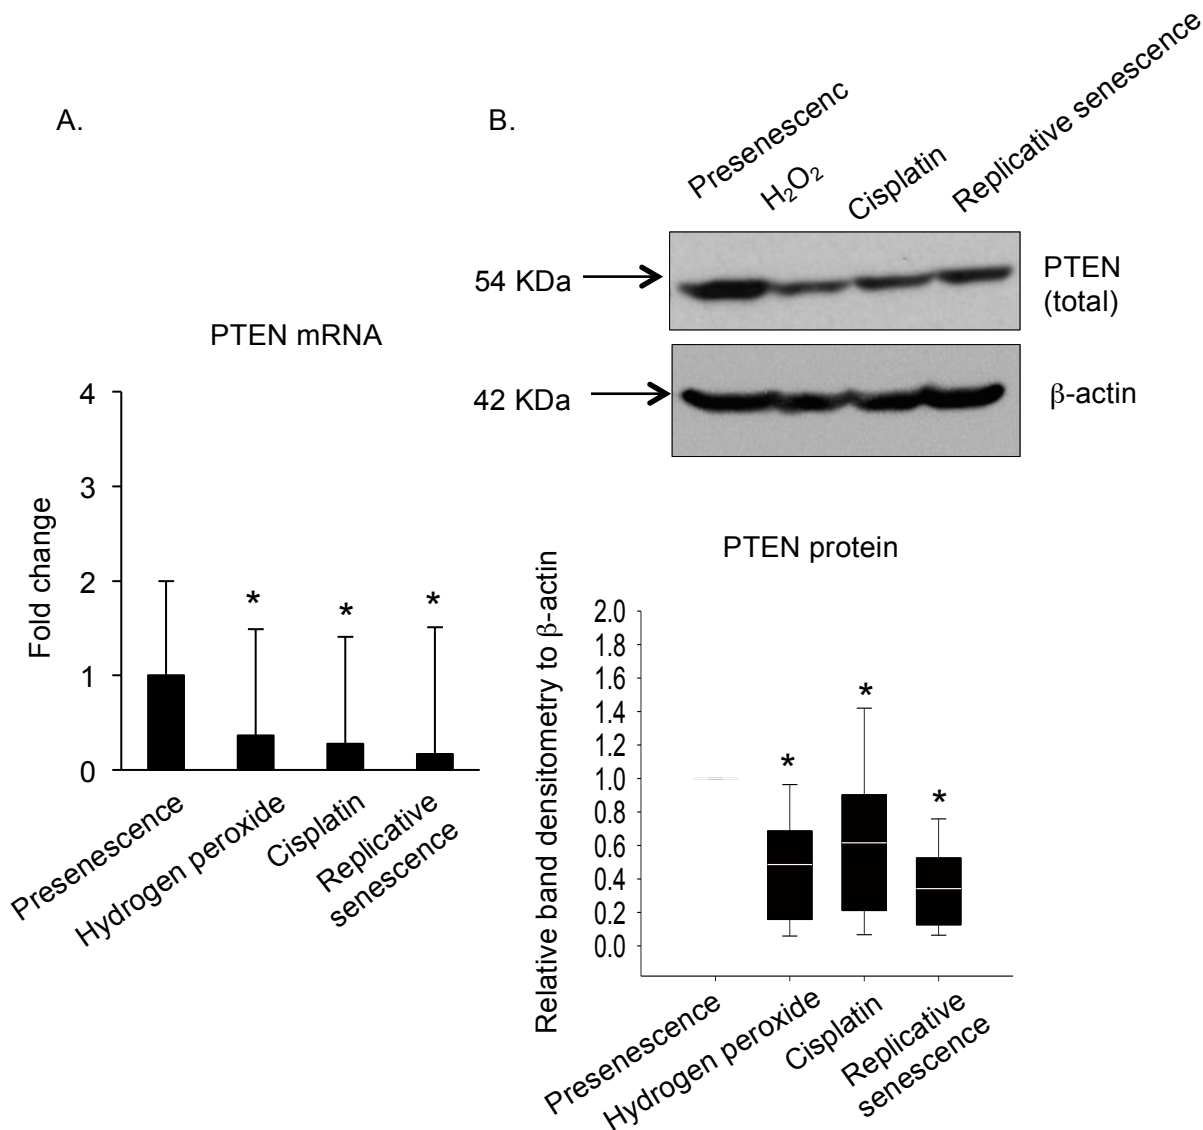 A.
PTEN mRNA
Fold change
4
3
2
1
0
*
*
*
Presenescence
Hydrogen peroxide
Cisplatin
Replicative
senescence
B.
Presenescenc
H₂O₂
Cisplatin
Replicative senescence
54 KDa
PTEN
(total)
42 KDa
β-actin
PTEN protein
Relative band densitometry to β-actin
2.0
1.8
1.6
1.4
1.2
1.0
0.8
0.6
0.4
0.2
0.0
*
*
*
Presenescence
Hydrogen peroxide
Cisplatin
Replicative
senescence